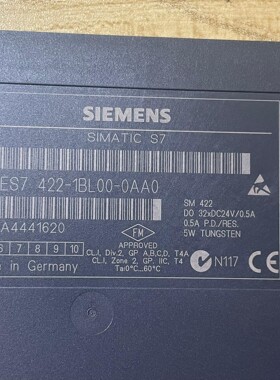 SIEMENS
SIMATIC S7
ES7 422-1BL00-0AA0
SM 422
DO 32xDC24V/0.5A
0.5A P.D./RES.
5W TUNGSTEN
A4441620
FM
APPROVED
6 7 8 9 10
CL.I, Div.2, GP. A,B,C,D, T4A
CL.I, Zone 2, GP. IIC, T4
Ta:0°C...60°C
N117
in Germany